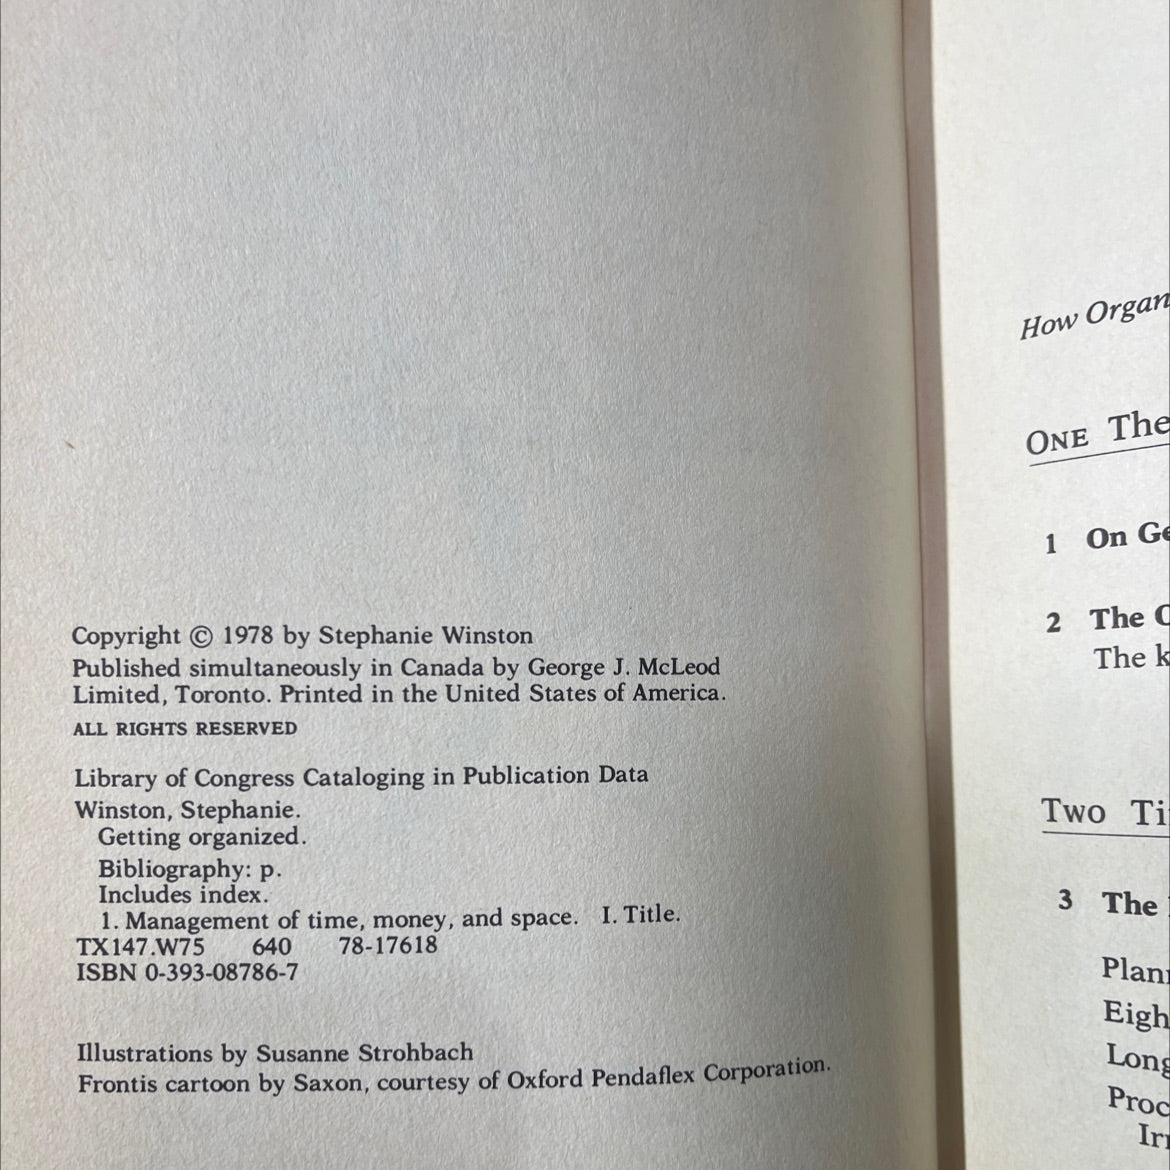 Copyright © 1978 by Stephanie Winston
Published simultaneously in Canada by George J. McLeod
Limited, Toronto. Printed in the United States of America.
ALL RIGHTS RESERVED
Library of Congress Cataloging in Publication Data
Winston, Stephanie.
Getting organized.
Bibliography: p.
Includes index.
1. Management of time, money, and space. I. Title.
TX147.W75 640 78-17618
ISBN 0-393-08786-7
Illustrations by Susanne Strohbach
Frontis cartoon by Saxon, courtesy of Oxford Pendaflex Corporation.
How Organ
ONE The
1 On Ge
2 The
The k
Two Ti
3 The
Plan
Eigh
Long
Proc
Ir